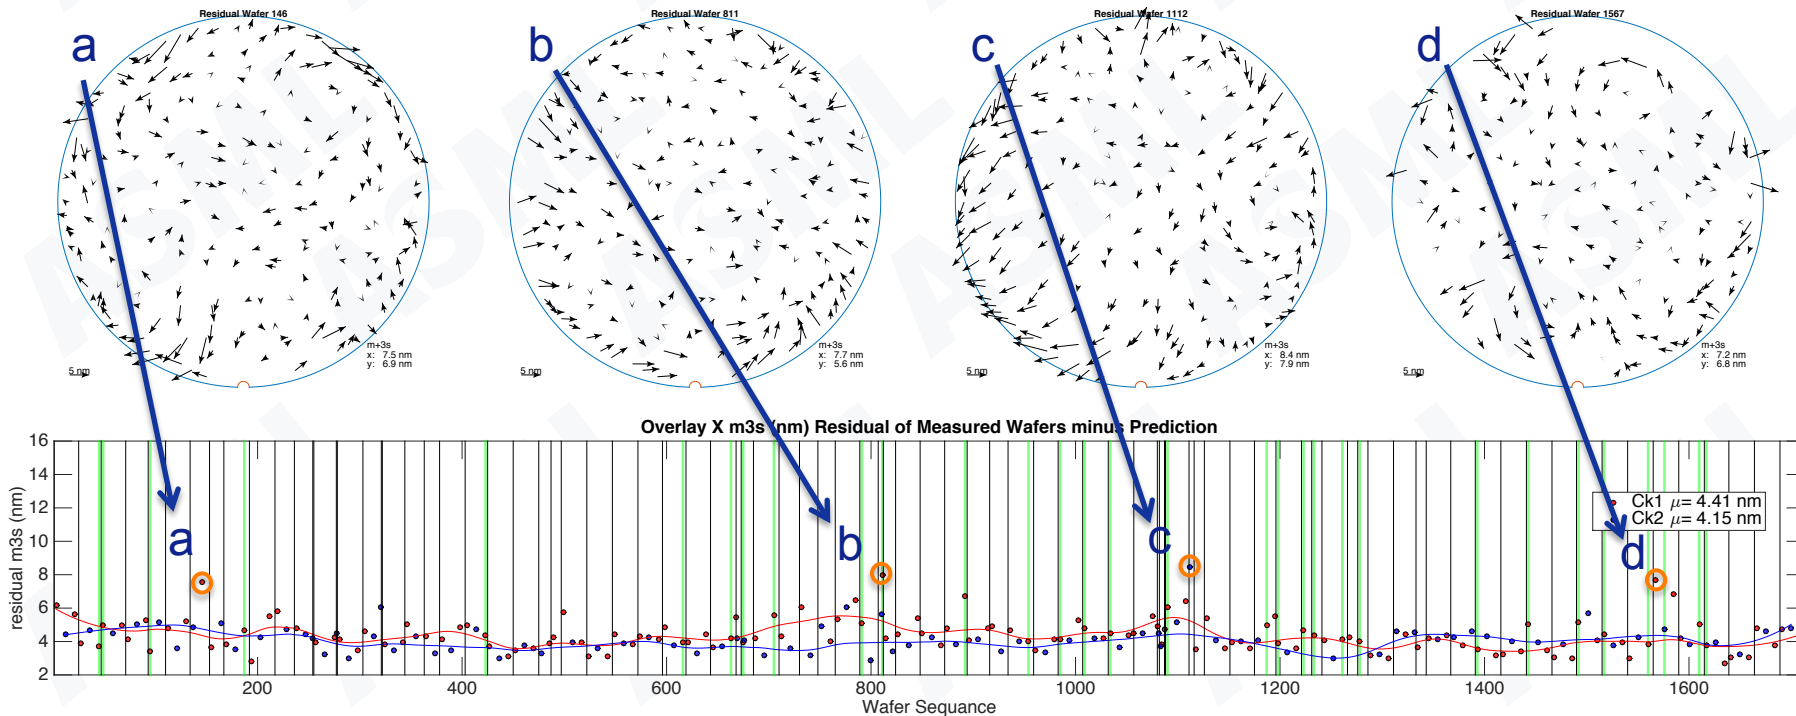 Residual Wafer 146
Residual Wafer 811
Residual Wafer 1112
Residual Wafer 1567
a
b
c
d
m+3s
x: 7.5 nm
y: 6.9 nm
5 nm
m+3s
x: 7.7 nm
y: 5.6 nm
5 nm
m+3s
x: 8.4 nm
y: 7.9 nm
5 nm
m+3s
x: 7.2 nm
y: 6.8 nm
5 nm
ASML ASML ASML ASML
Overlay X m3s (nm) Residual of Measured Wafers minus Prediction
residual m3s (nm)
16
14
12
10
8
6
4
2
a
b
c
d
Ck1 μ= 4.41 nm
Ck2 μ= 4.15 nm
200 400 600 800 1000 1200 1400 1600
Wafer Sequance